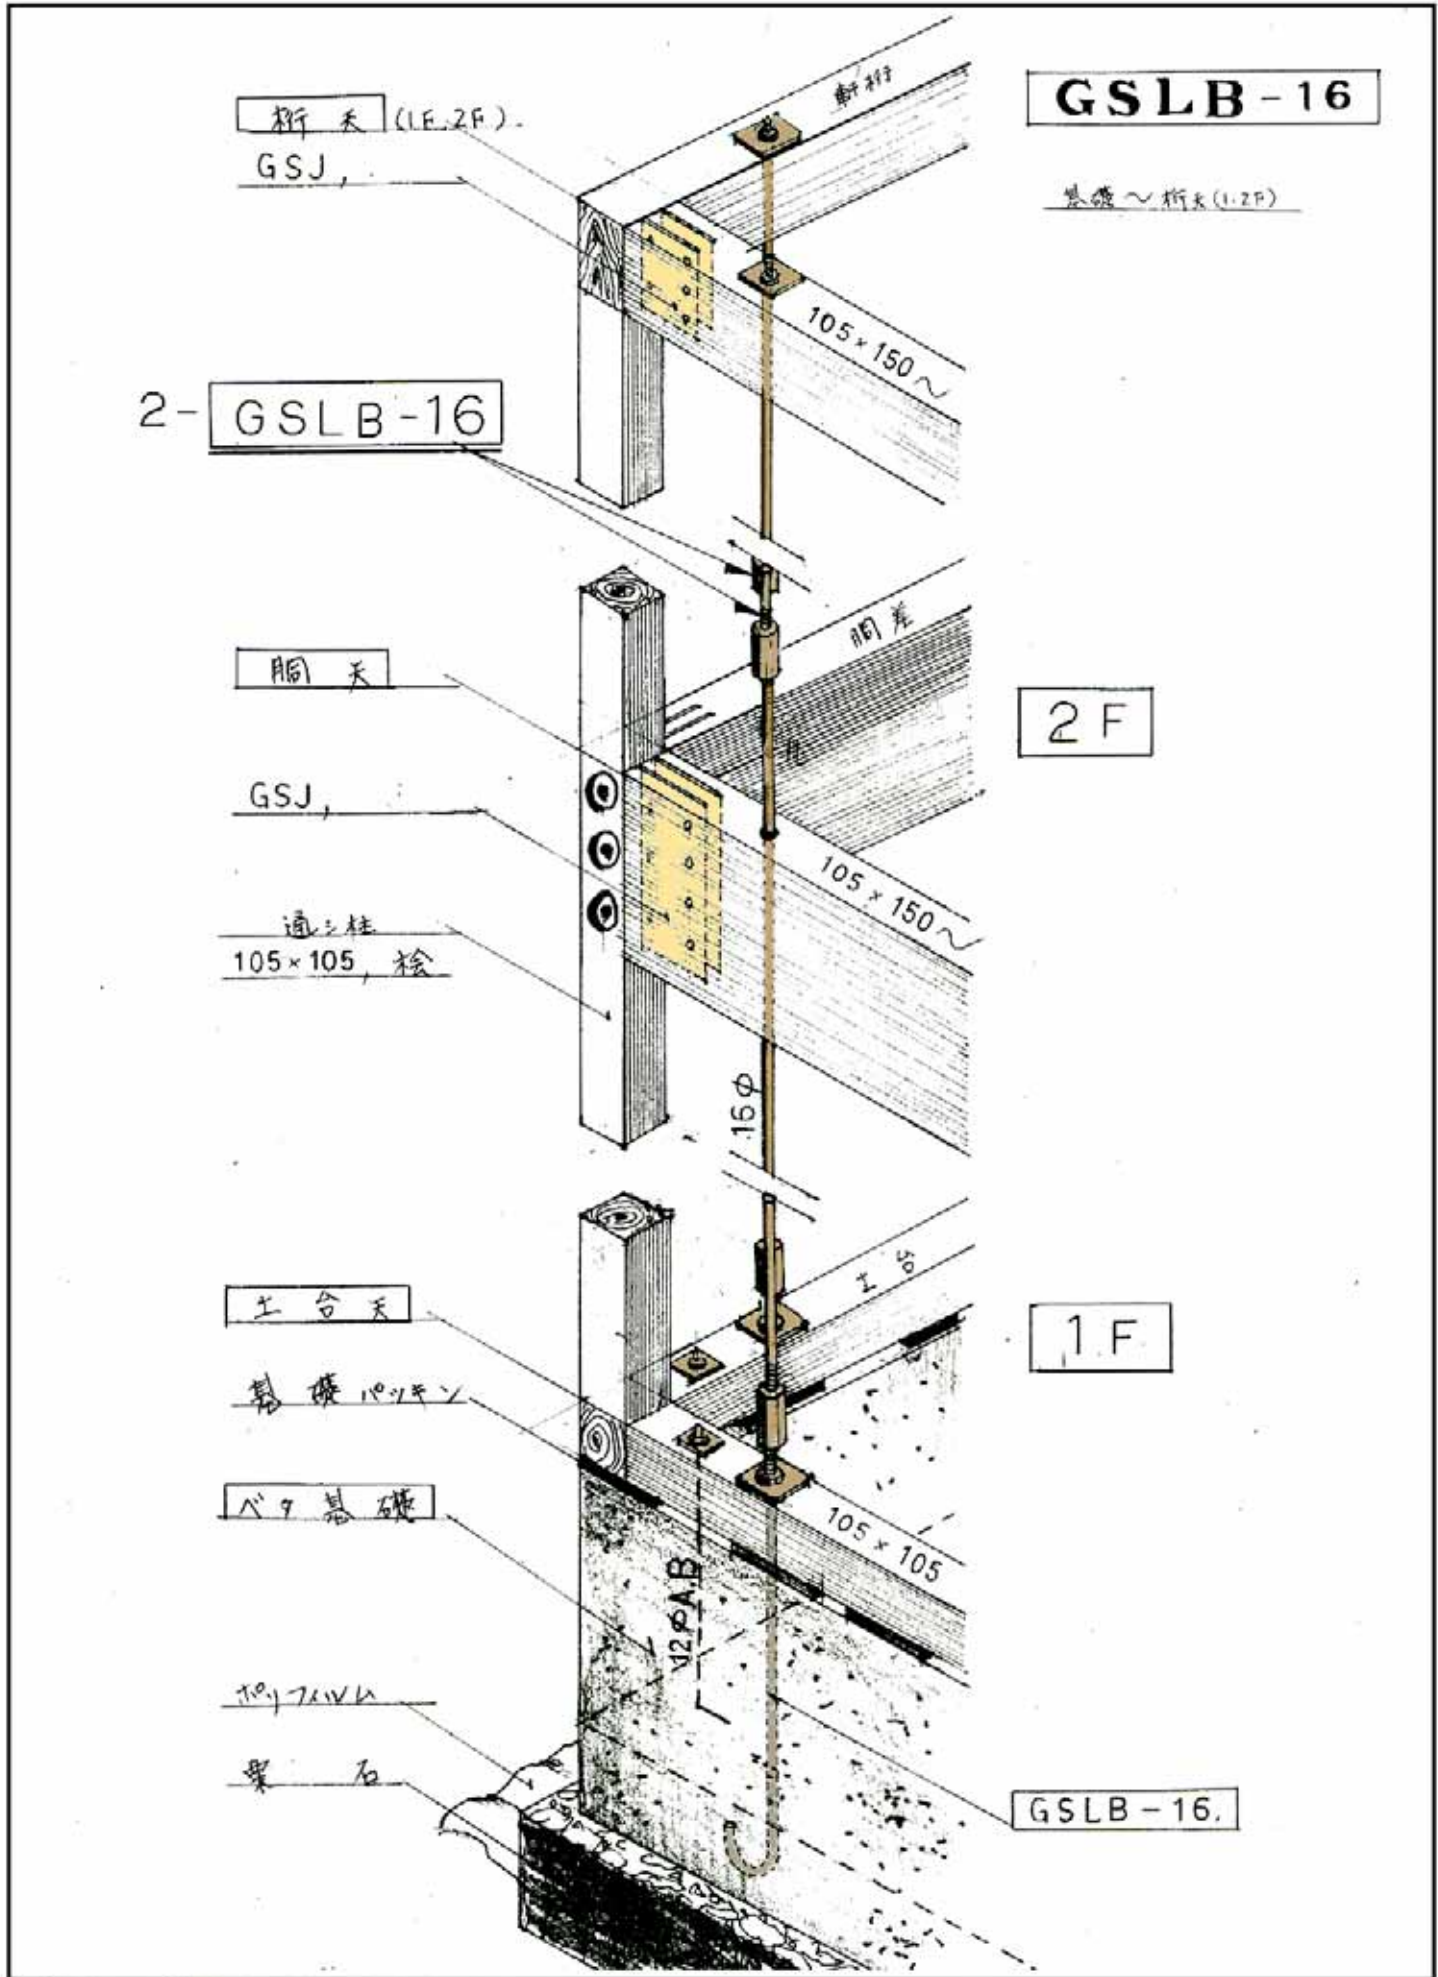 GSLB-16
基礎～桁天(1.2F)
桁天 (1F.2F).
GSJ,
軒桁
105×150～
2-GSLB-16
胴差
胴天
2F
GSJ,
105×150～
通シ柱
105×105, 桧
16φ
土台
土台天
1F
基礎パッキン
ベタ基礎
105×105
12φA.B
ポリフィルム
栗石
GSLB-16.